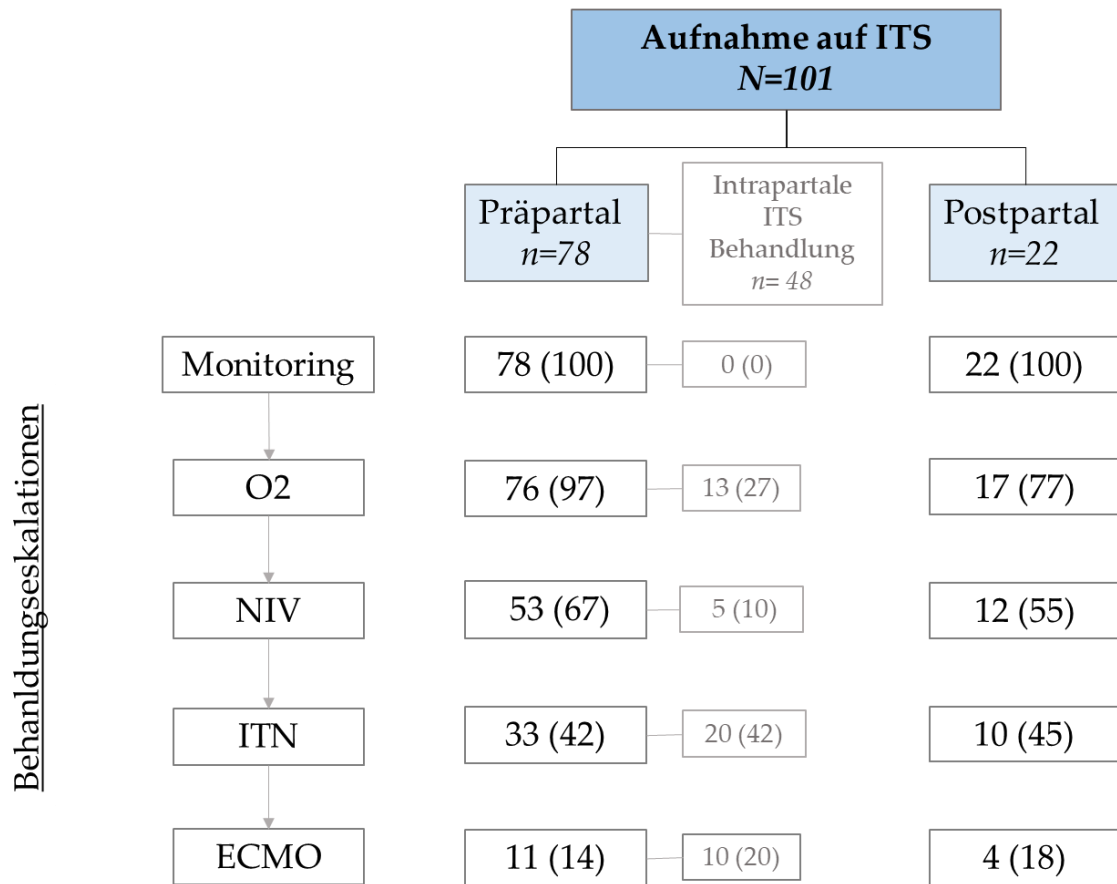 Aufnahme auf ITS
N=101
Präpartal
n=78
Intrapartale
ITS
Behandlung
n= 48
Postpartal
n=22
Behanldungseskalationen
Monitoring
78 (100)
0 (0)
22 (100)
O2
76 (97)
13 (27)
17 (77)
NIV
53 (67)
5 (10)
12 (55)
ITN
33 (42)
20 (42)
10 (45)
ECMO
11 (14)
10 (20)
4 (18)